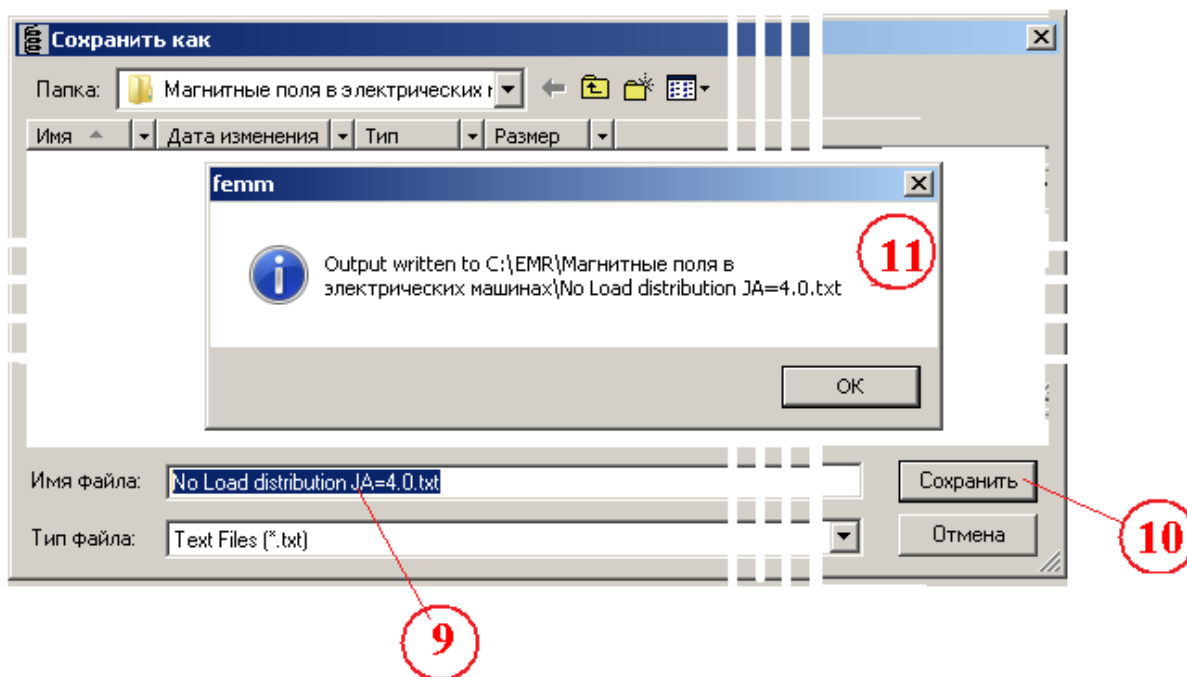 Сохранить как
Папка: Магнитные поля в электрических
Имя Дата изменения Тип Размер
femm
Output written to C:\EMR\Магнитные поля в
электрических машинах\No Load distribution JA=4.0.txt
11
OK
Имя файла: No Load distribution JA=4.0.txt Сохранить
Тип файла: Text Files (*.txt) Отмена
10
9